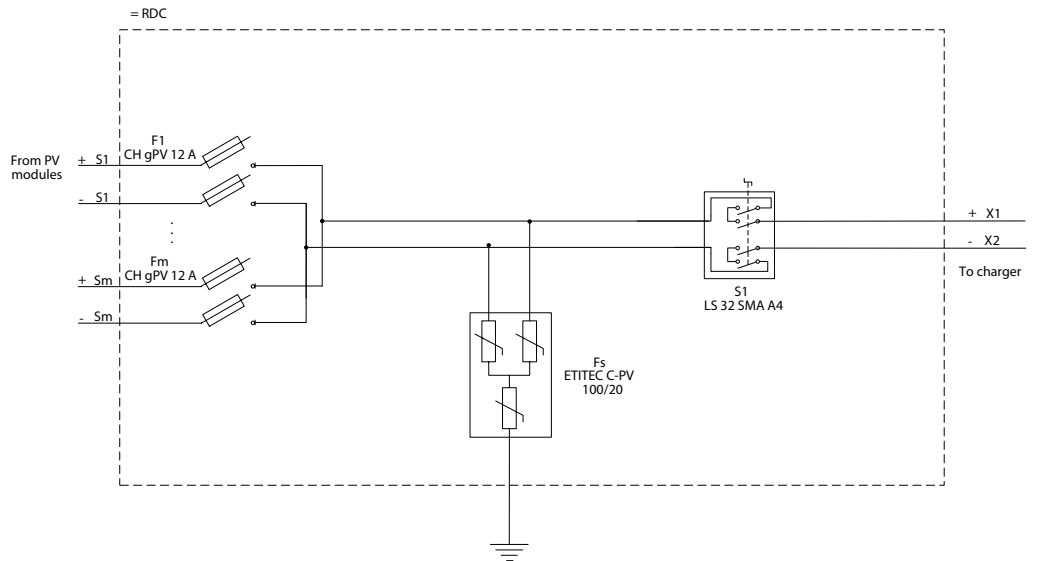 = RDC
F1
CH gPV 12 A
From PV
modules
+ S1
- S1
Fm
CH gPV 12 A
+ Sm
- Sm
+ X1
- X2
To charger
S1
LS 32 SMA A4
Fs
ETITEC C-PV
100/20